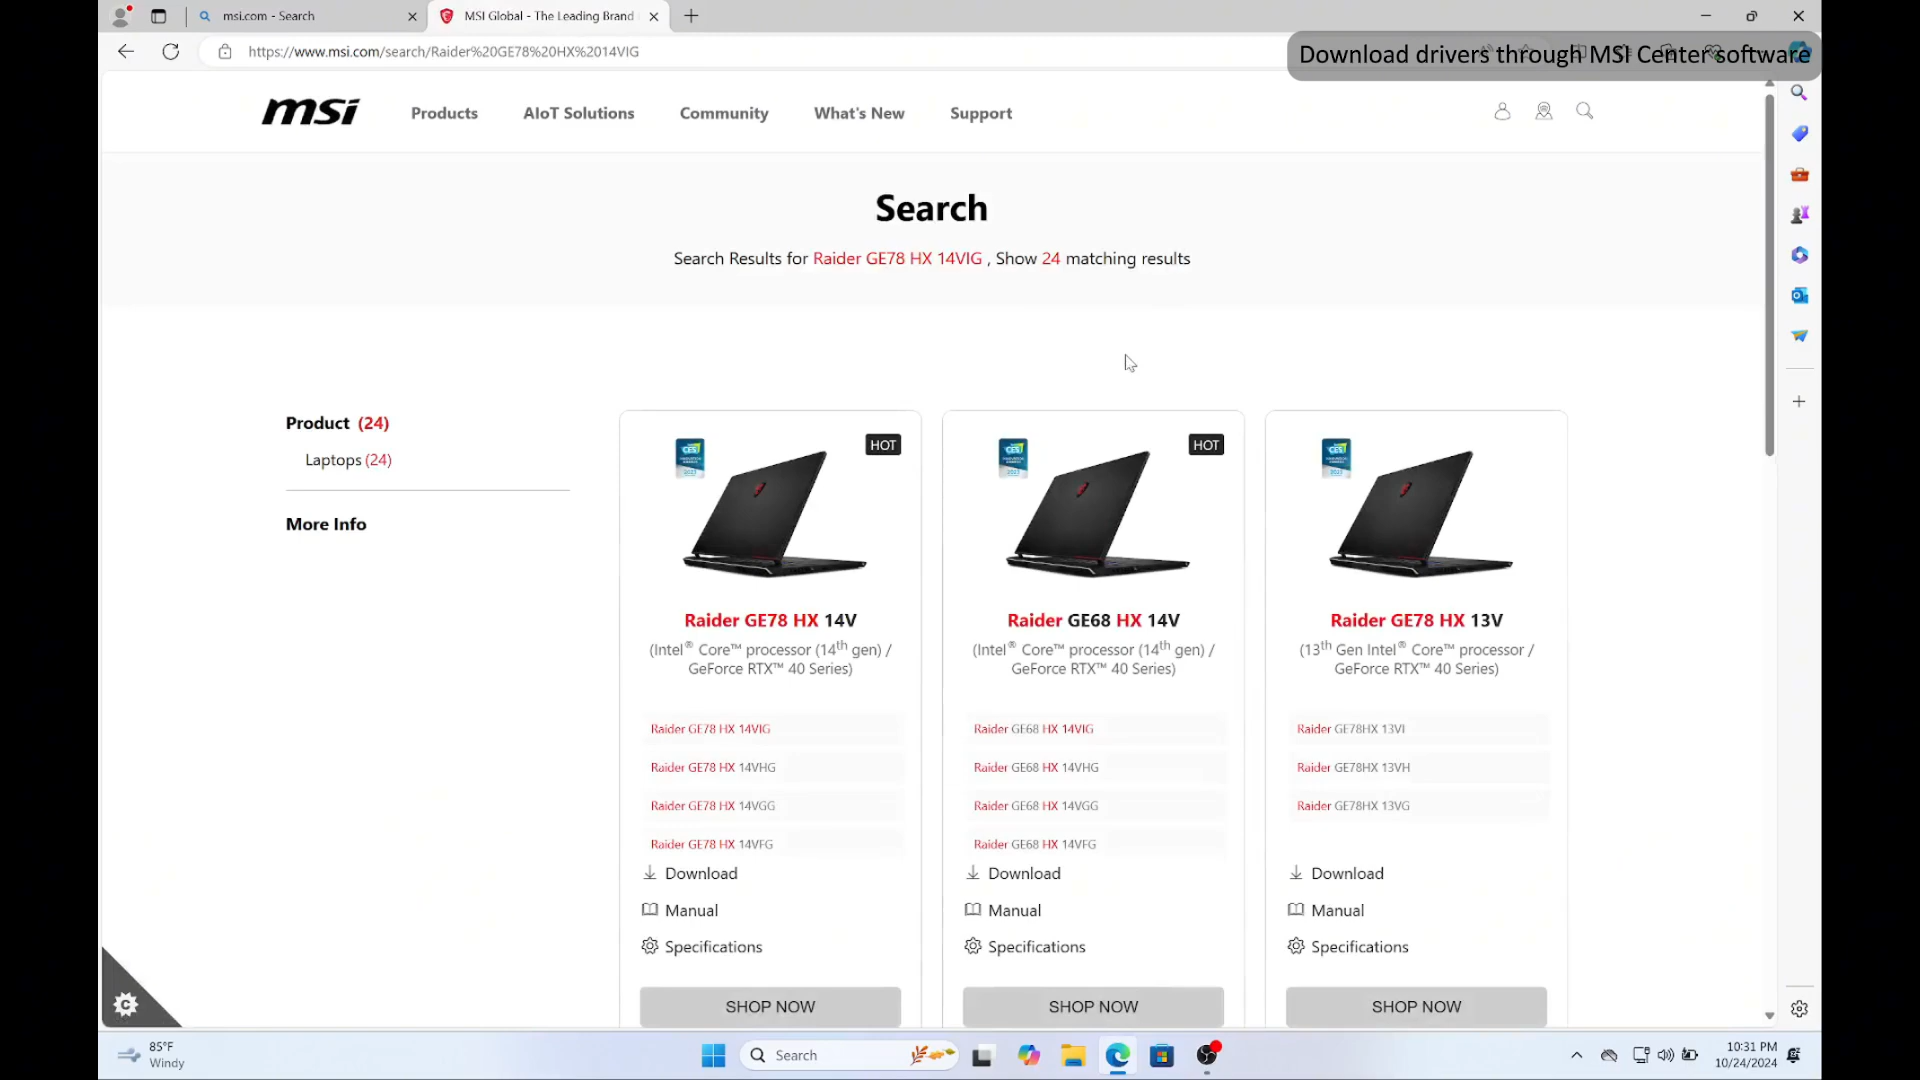 msi.com - Search
MSI Global - The Leading Brand
https://www.msi.com/search/Raider%20GE78%20HX%2014VIG
Download drivers through MSI Center software
msi
Products
AIoT Solutions
Community
What's New
Support
Search
Search Results for Raider GE78 HX 14VIG , Show 24 matching results
Product (24)
Laptops (24)
More Info
HOT
Raider GE78 HX 14V
(Intel® Core™ processor (14th gen) /
GeForce RTX™ 40 Series)
Raider GE78 HX 14VIG
Raider GE78 HX 14VHG
Raider GE78 HX 14VGG
Raider GE78 HX 14VFG
Download
Manual
Specifications
SHOP NOW
HOT
Raider GE68 HX 14V
(Intel® Core™ processor (14th gen) /
GeForce RTX™ 40 Series)
Raider GE68 HX 14VIG
Raider GE68 HX 14VHG
Raider GE68 HX 14VGG
Raider GE68 HX 14VFG
Download
Manual
Specifications
SHOP NOW
Raider GE78 HX 13V
(13th Gen Intel® Core™ processor /
GeForce RTX™ 40 Series)
Raider GE78HX 13VI
Raider GE78HX 13VH
Raider GE78HX 13VG
Download
Manual
Specifications
SHOP NOW
85°F
Windy
Search
10:31 PM
10/24/2024